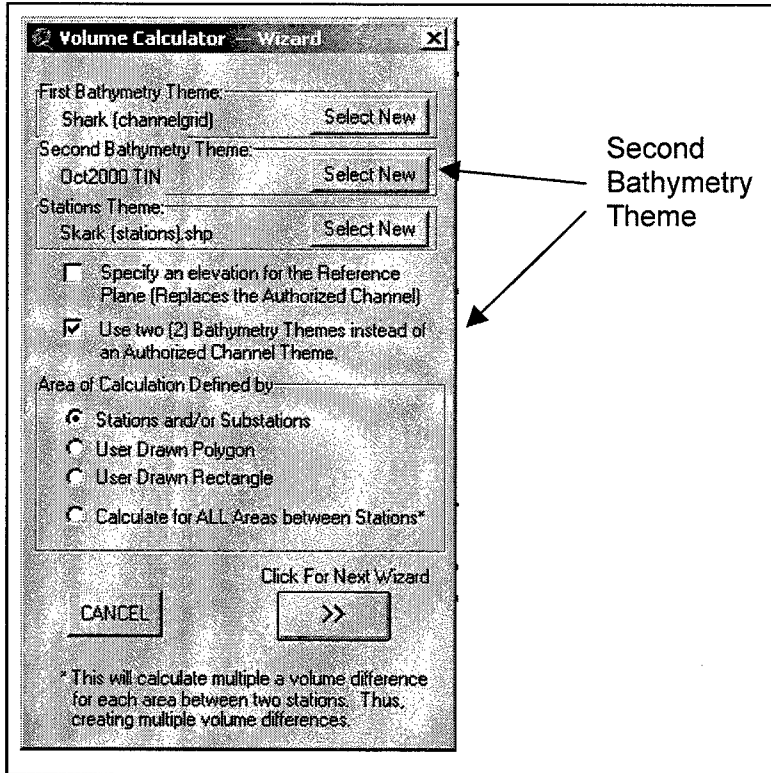 Volume Calculator -- Wizard
First Bathymetry Theme:
Shark (channelgrid)
Select New
Second Bathymetry Theme:
Oct2000 TIN
Select New
Stations Theme:
Skark (stations).shp
Select New
Specify an elevation for the Reference
Plane (Replaces the Authorized Channel)
Use two (2) Bathymetry Themes instead of
an Authorized Channel Theme.
Area of Calculation Defined by
Stations and/or Substations
User Drawn Polygon
User Drawn Rectangle
Calculate for ALL Areas between Stations*
Click For Next Wizard
CANCEL
>>
* This will calculate multiple a volume difference
for each area between two stations. Thus,
creating multiple volume differences.
Second
Bathymetry
Theme